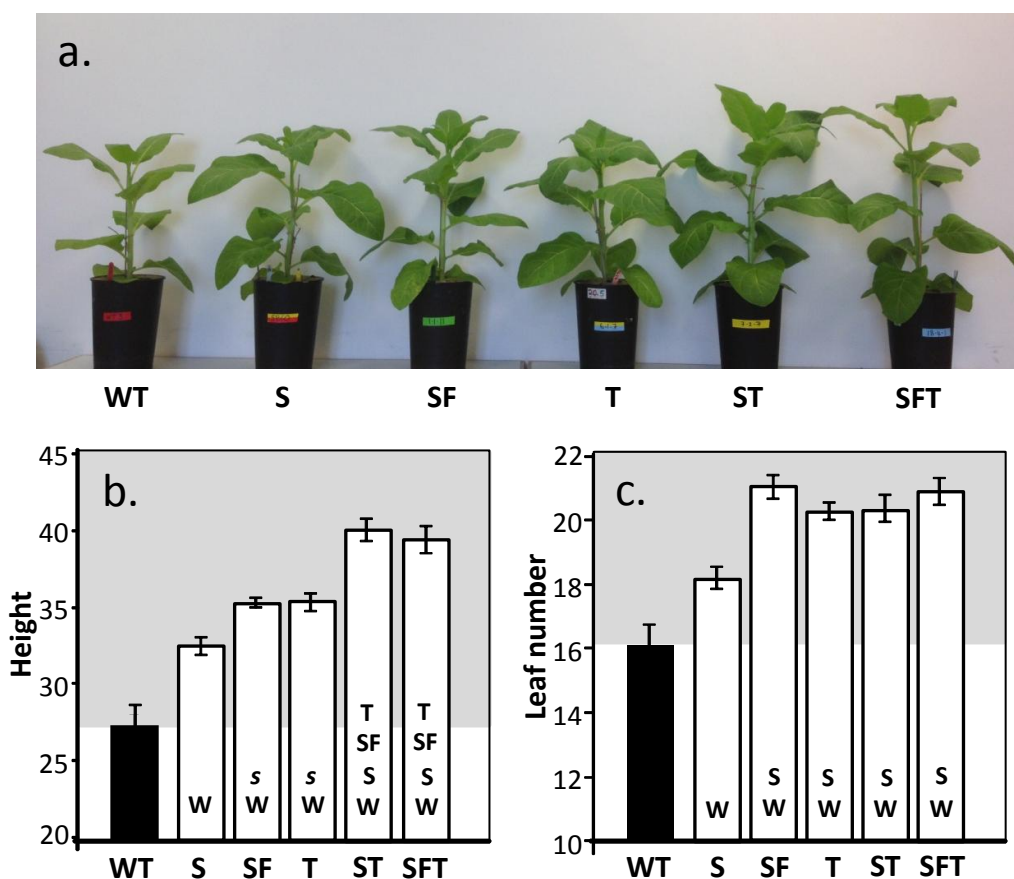 a.
WT S SF T ST SFT
b.
Height
45
40
35
30
25
20
W
s
W
s
W
T
SF
S
W
T
SF
S
W
WT S SF T ST SFT
c.
Leaf number
22
20
18
16
14
12
10
W
S
W
S
W
S
W
S
W
WT S SF T ST SFT